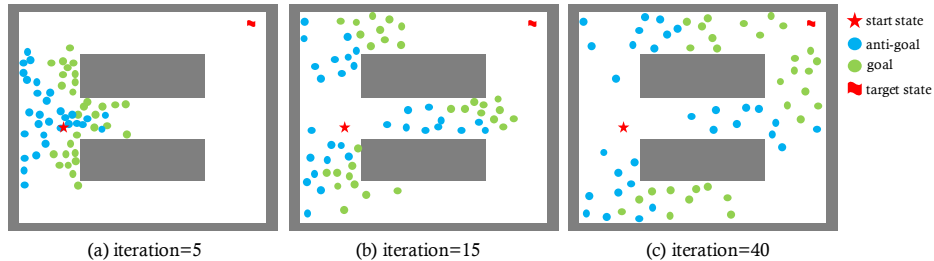 start state
anti-goal
goal
target state
(a) iteration=5
(b) iteration=15
(c) iteration=40